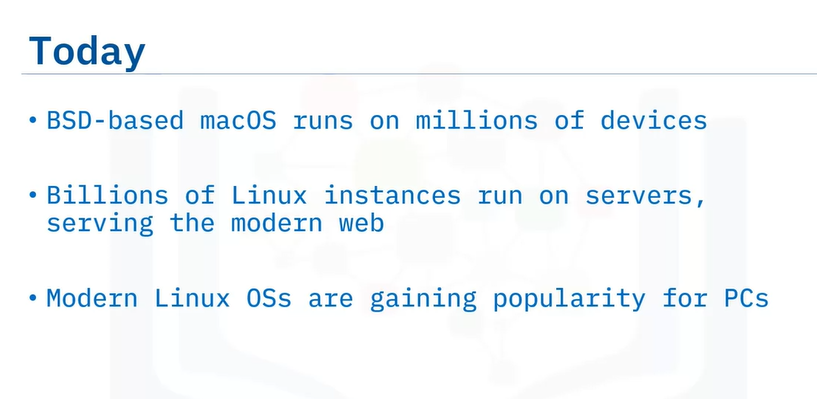 Today
• BSD-based macOS runs on millions of devices
• Billions of Linux instances run on servers,
serving the modern web
• Modern Linux OSs are gaining popularity for PCs